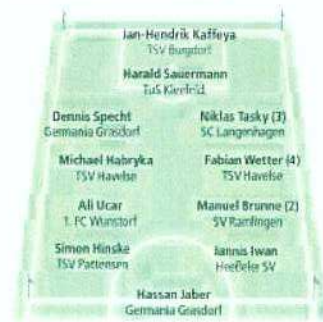 Jan-Hendrik Kaffeya
TSV Burgdorf
Harald Sauermann
TuS Kleefeld
Dennis Specht
Germania Grasdorf
Niklas Tasky (3)
SC Langenhagen
Michael Habryka
TSV Havelse
Fabian Wetter (4)
TSV Havelse
Ali Ucar
1. FC Wunstorf
Manuel Brunne (2)
SV Ramlingen
Simon Hinske
TSV Pattensen
Jannis Iwan
Heeßeler SV
Hassan Jaber
Germania Grasdorf